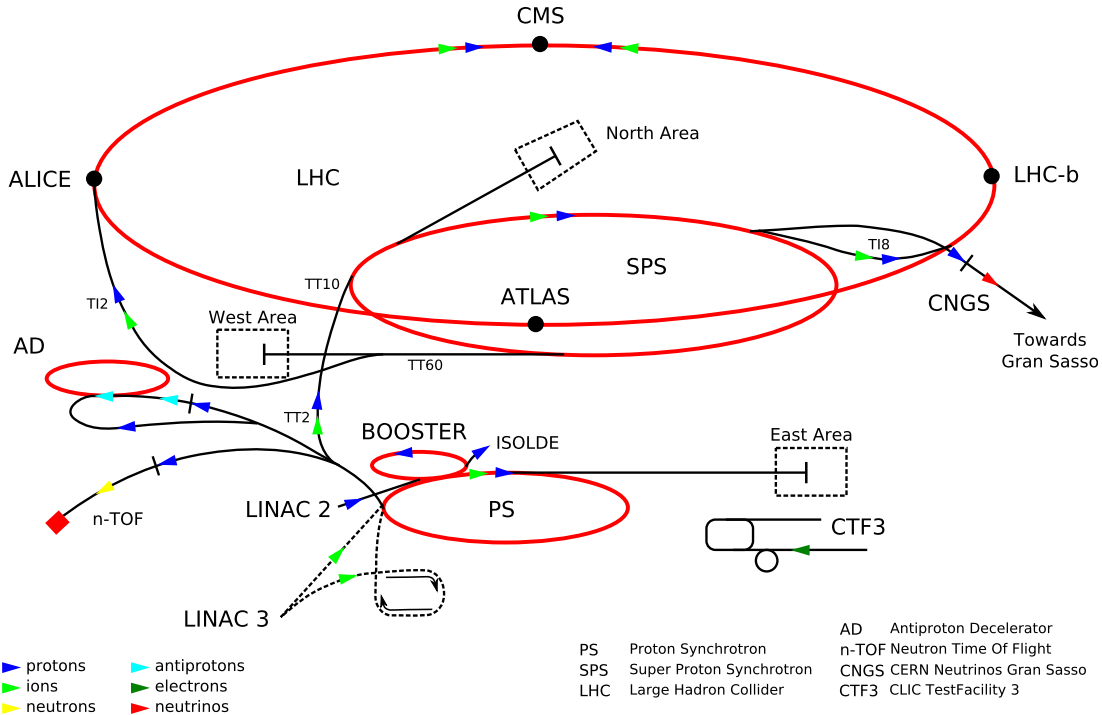 CMS
North Area
ALICE
LHC
LHC-b
TI8
SPS
TT10
ATLAS
CNGS
TI2
West Area
Towards
Gran Sasso
AD
TT60
TT2
BOOSTER
ISOLDE
East Area
LINAC 2
PS
n-TOF
CTF3
LINAC 3
protons
ions
neutrons
antiprotons
electrons
neutrinos
PS Proton Synchrotron
SPS Super Proton Synchrotron
LHC Large Hadron Collider
AD Antiproton Decelerator
n-TOF Neutron Time Of Flight
CNGS CERN Neutrinos Gran Sasso
CTF3 CLIC TestFacility 3